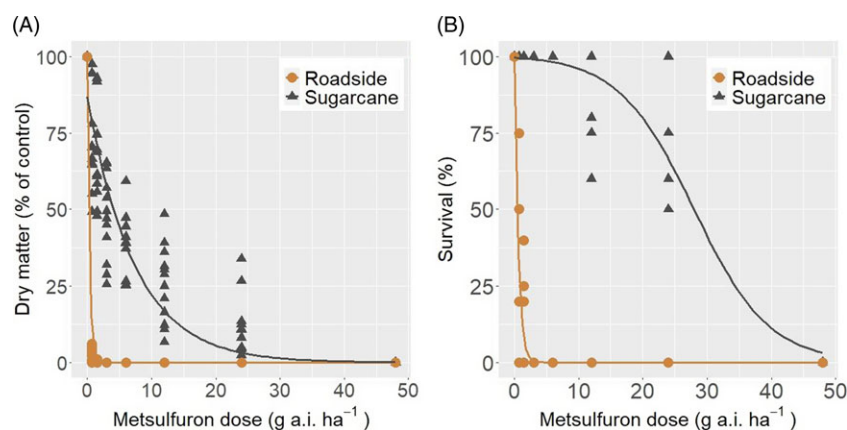 (A)
100
75
50
25
0
Dry matter (% of control)
Roadside
Sugarcane
0 10 20 30 40 50
Metsulfuron dose (g a.i. ha⁻¹ )
(B)
100
75
50
25
0
Survival (%)
Roadside
Sugarcane
0 10 20 30 40 50
Metsulfuron dose (g a.i. ha⁻¹ )